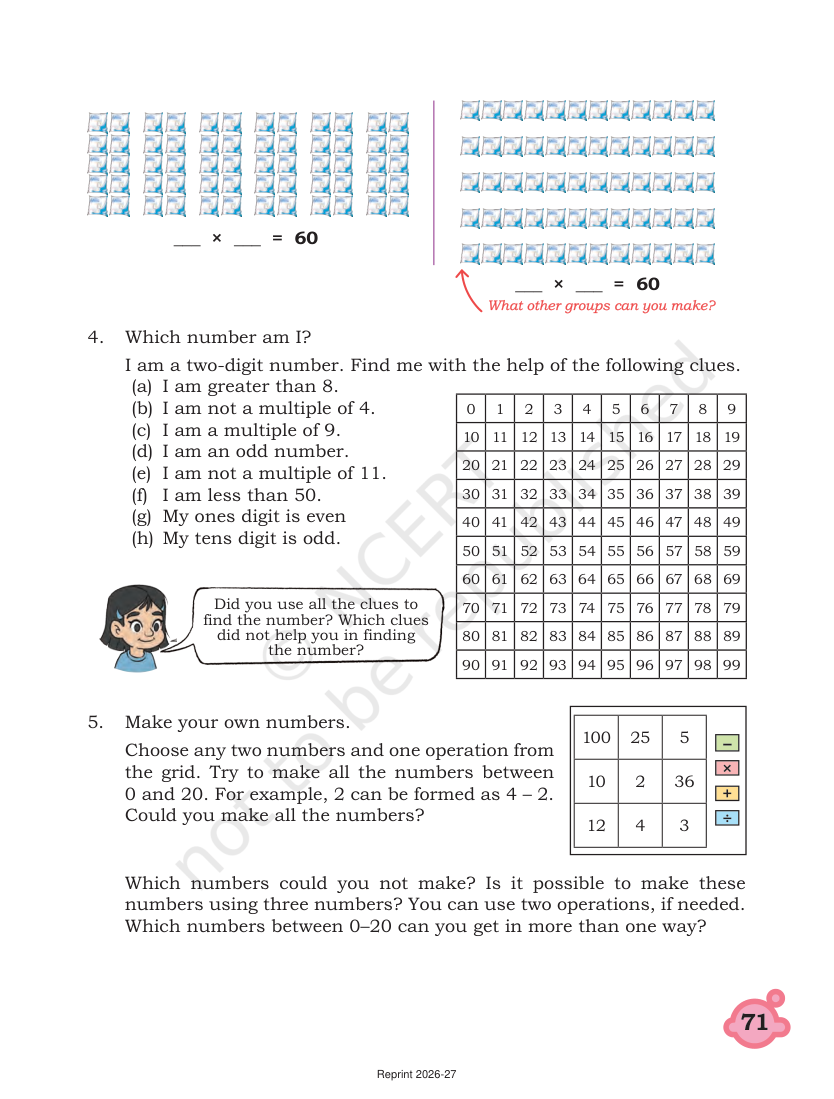 ___ × ___ = 60
___ × ___ = 60
What other groups can you make?
4. Which number am I?
I am a two-digit number. Find me with the help of the following clues.
(a) I am greater than 8.
(b) I am not a multiple of 4.
(c) I am a multiple of 9.
(d) I am an odd number.
(e) I am not a multiple of 11.
(f) I am less than 50.
(g) My ones digit is even
(h) My tens digit is odd.
0 1 2 3 4 5 6 7 8 9
10 11 12 13 14 15 16 17 18 19
20 21 22 23 24 25 26 27 28 29
30 31 32 33 34 35 36 37 38 39
40 41 42 43 44 45 46 47 48 49
50 51 52 53 54 55 56 57 58 59
60 61 62 63 64 65 66 67 68 69
70 71 72 73 74 75 76 77 78 79
80 81 82 83 84 85 86 87 88 89
90 91 92 93 94 95 96 97 98 99
Did you use all the clues to
find the number? Which clues
did not help you in finding
the number?
5. Make your own numbers.
Choose any two numbers and one operation from
the grid. Try to make all the numbers between
0 and 20. For example, 2 can be formed as 4 – 2.
Could you make all the numbers?
100 25 5
10 2 36
12 4 3
–
×
+
÷
Which numbers could you not make? Is it possible to make these
numbers using three numbers? You can use two operations, if needed.
Which numbers between 0–20 can you get in more than one way?
© NCERT
not to be republished
71
Reprint 2026-27